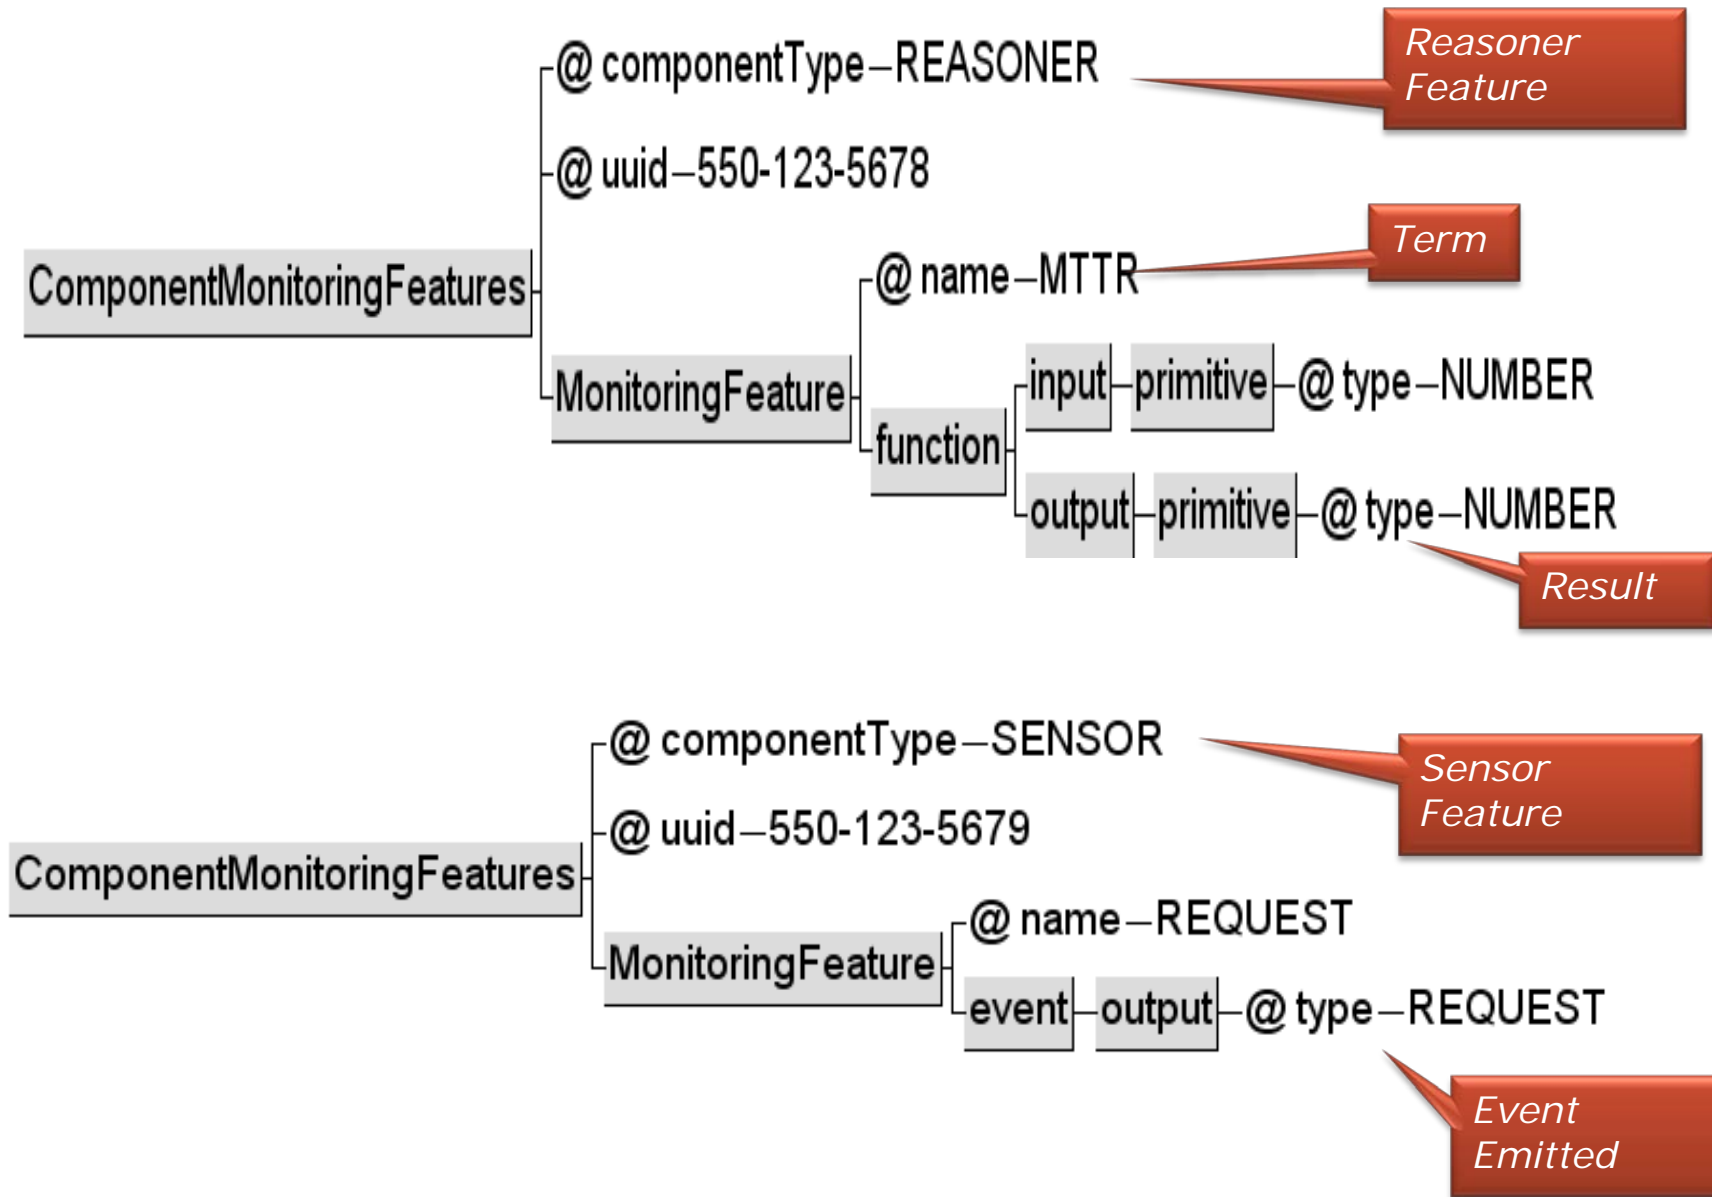 @ componentType – REASONER
Reasoner
Feature
@ uuid – 550-123-5678
Term
@ name – MTTR
ComponentMonitoringFeatures
input primitive @ type – NUMBER
MonitoringFeature
function
output primitive @ type – NUMBER
Result
@ componentType – SENSOR
Sensor
Feature
@ uuid – 550-123-5679
ComponentMonitoringFeatures
@ name – REQUEST
MonitoringFeature
event output @ type – REQUEST
Event
Emitted